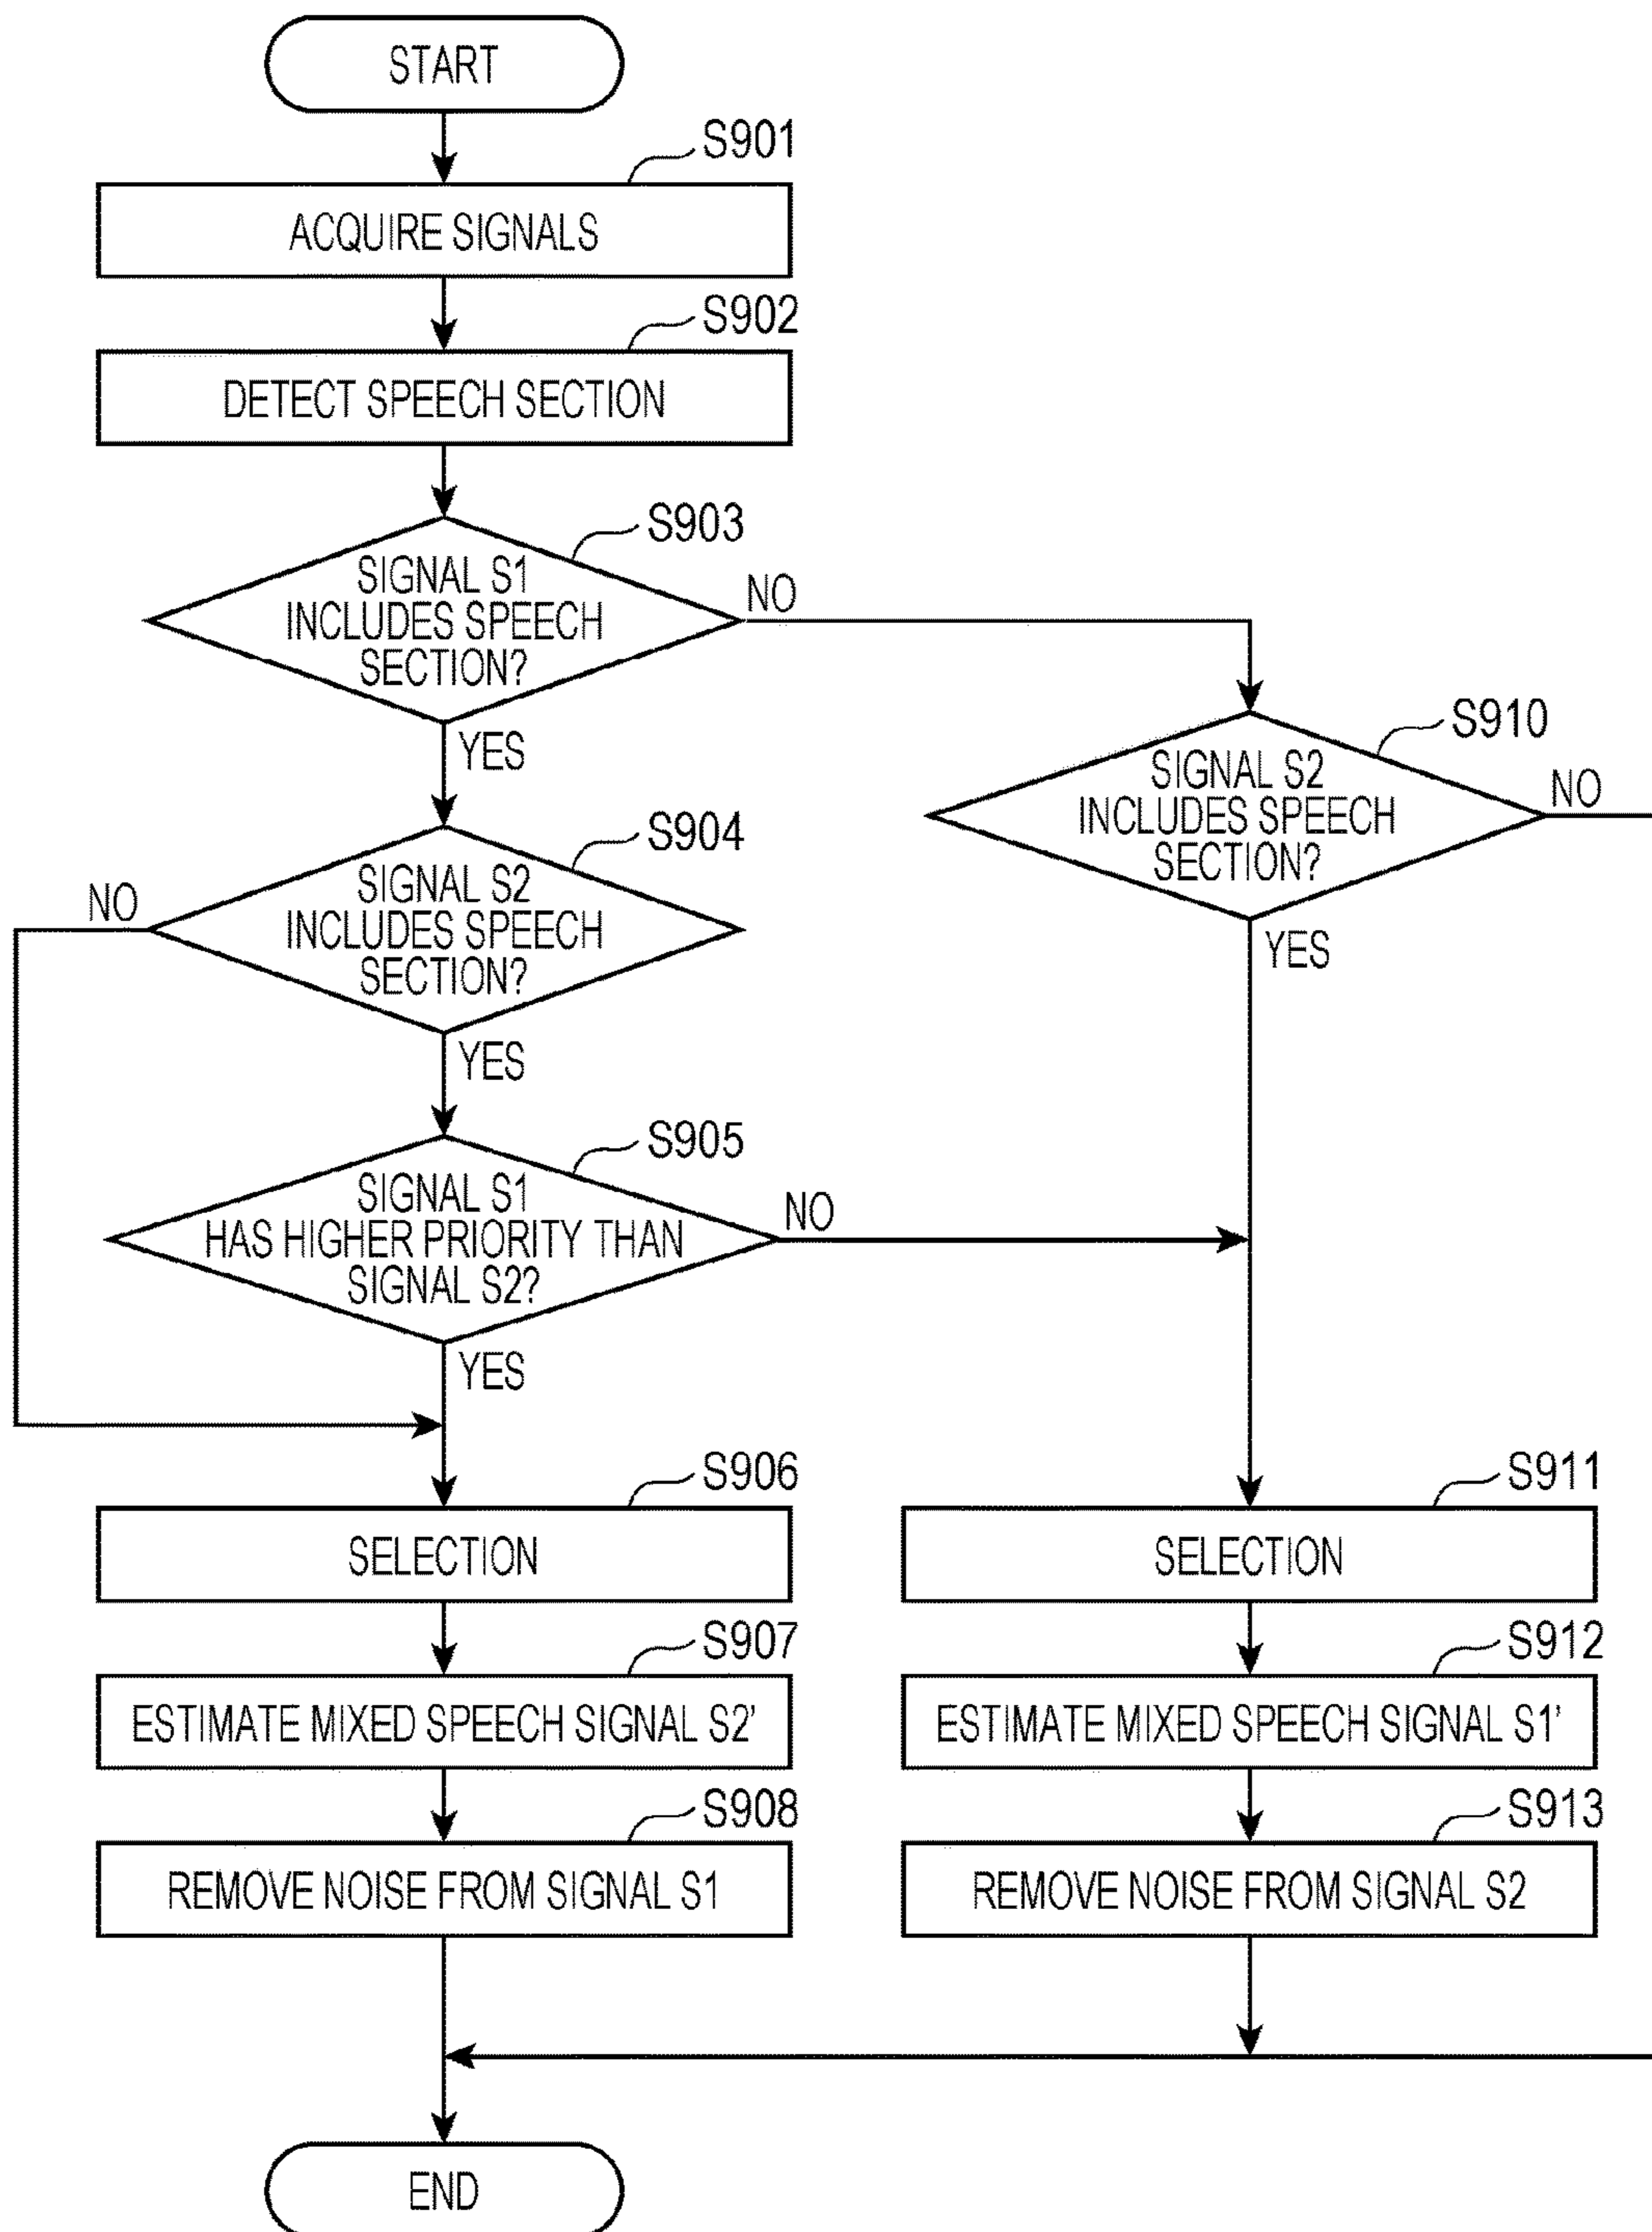 START
S901
ACQUIRE SIGNALS
S902
DETECT SPEECH SECTION
S903
SIGNAL S1
INCLUDES SPEECH
SECTION?
NO
YES
S910
SIGNAL S2
INCLUDES SPEECH
SECTION?
NO
YES
S904
SIGNAL S2
INCLUDES SPEECH
SECTION?
NO
YES
S905
SIGNAL S1
HAS HIGHER PRIORITY THAN
SIGNAL S2?
NO
YES
S906
SELECTION
S907
ESTIMATE MIXED SPEECH SIGNAL S2'
S908
REMOVE NOISE FROM SIGNAL S1
S911
SELECTION
S912
ESTIMATE MIXED SPEECH SIGNAL S1'
S913
REMOVE NOISE FROM SIGNAL S2
END